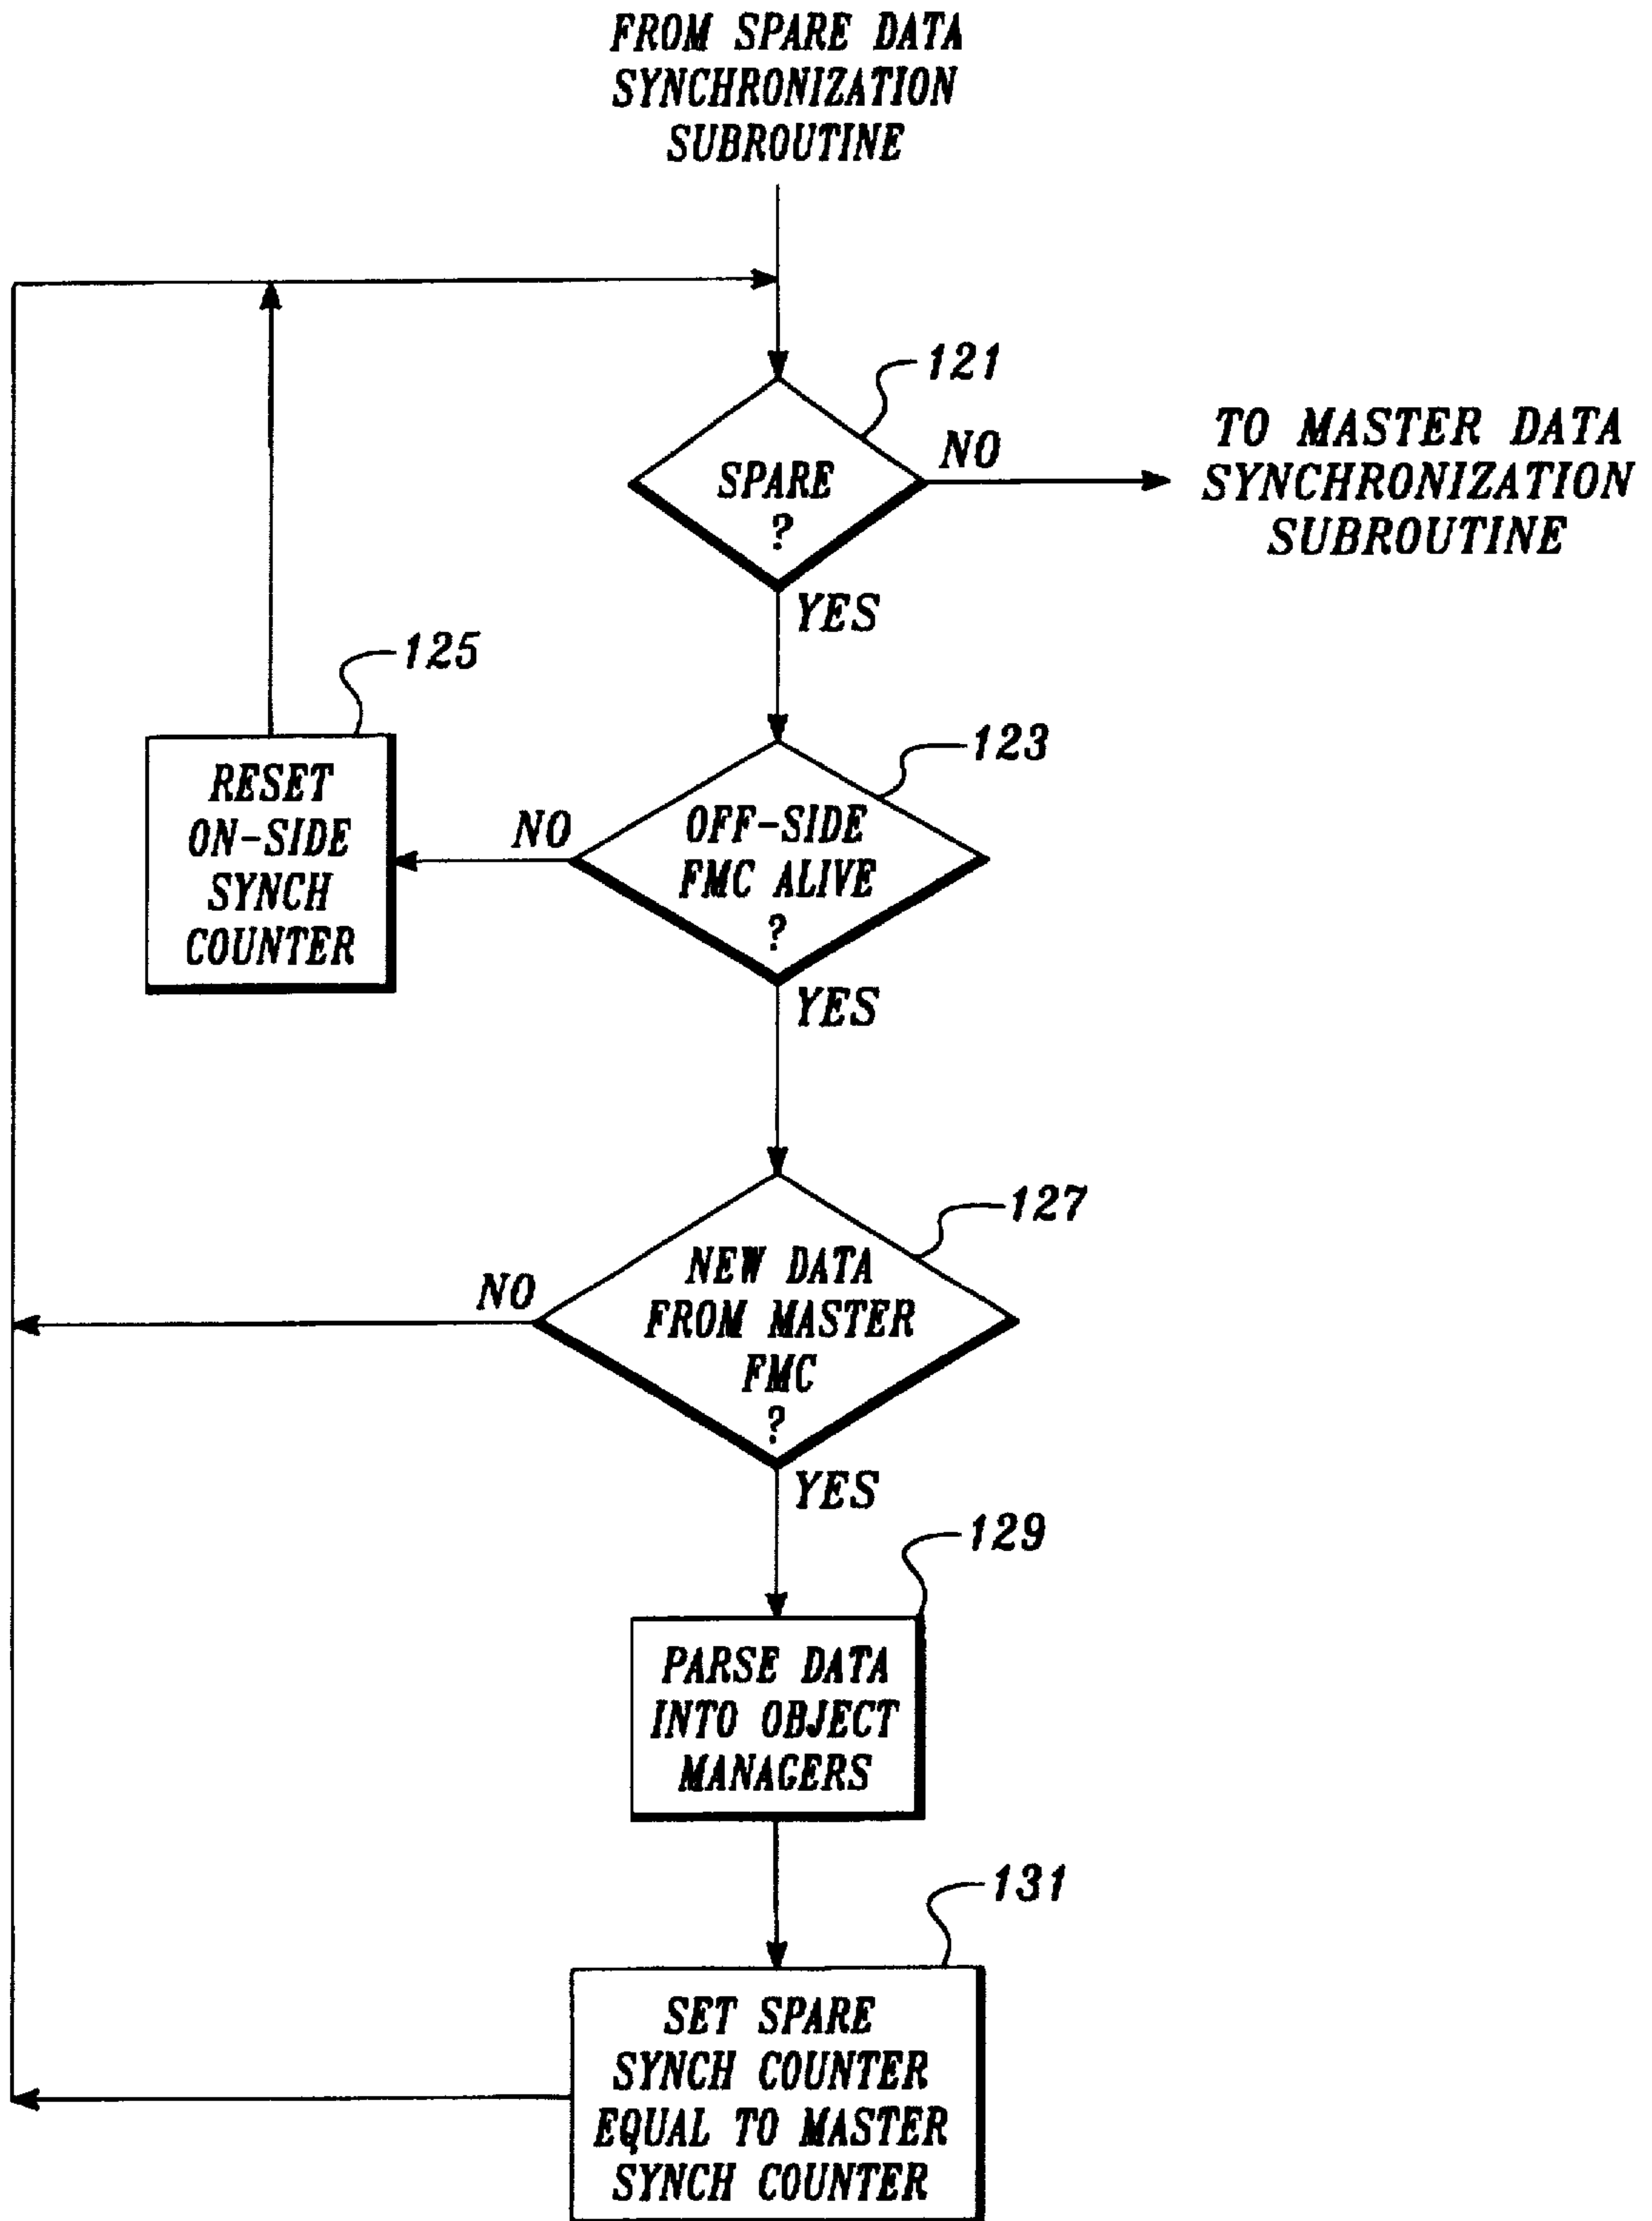 FROM SPARE DATA
SYNCHRONIZATION
SUBROUTINE
121
SPARE
?
NO
TO MASTER DATA
SYNCHRONIZATION
SUBROUTINE
YES
125
RESET
ON-SIDE
SYNCH
COUNTER
NO
123
OFF-SIDE
FMC ALIVE
?
YES
127
NEW DATA
FROM MASTER
FMC
?
NO
YES
129
PARSE DATA
INTO OBJECT
MANAGERS
131
SET SPARE
SYNCH COUNTER
EQUAL TO MASTER
SYNCH COUNTER